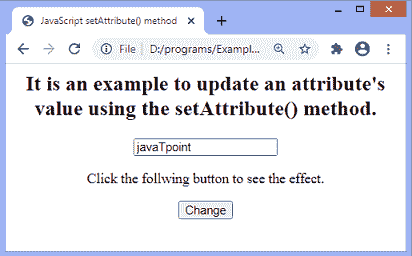 JavaScript setAttribute() method
File | D:/programs/Exampl...
It is an example to update an attribute's
value using the setAttribute() method.
javaTpoint
Click the follwing button to see the effect.
Change